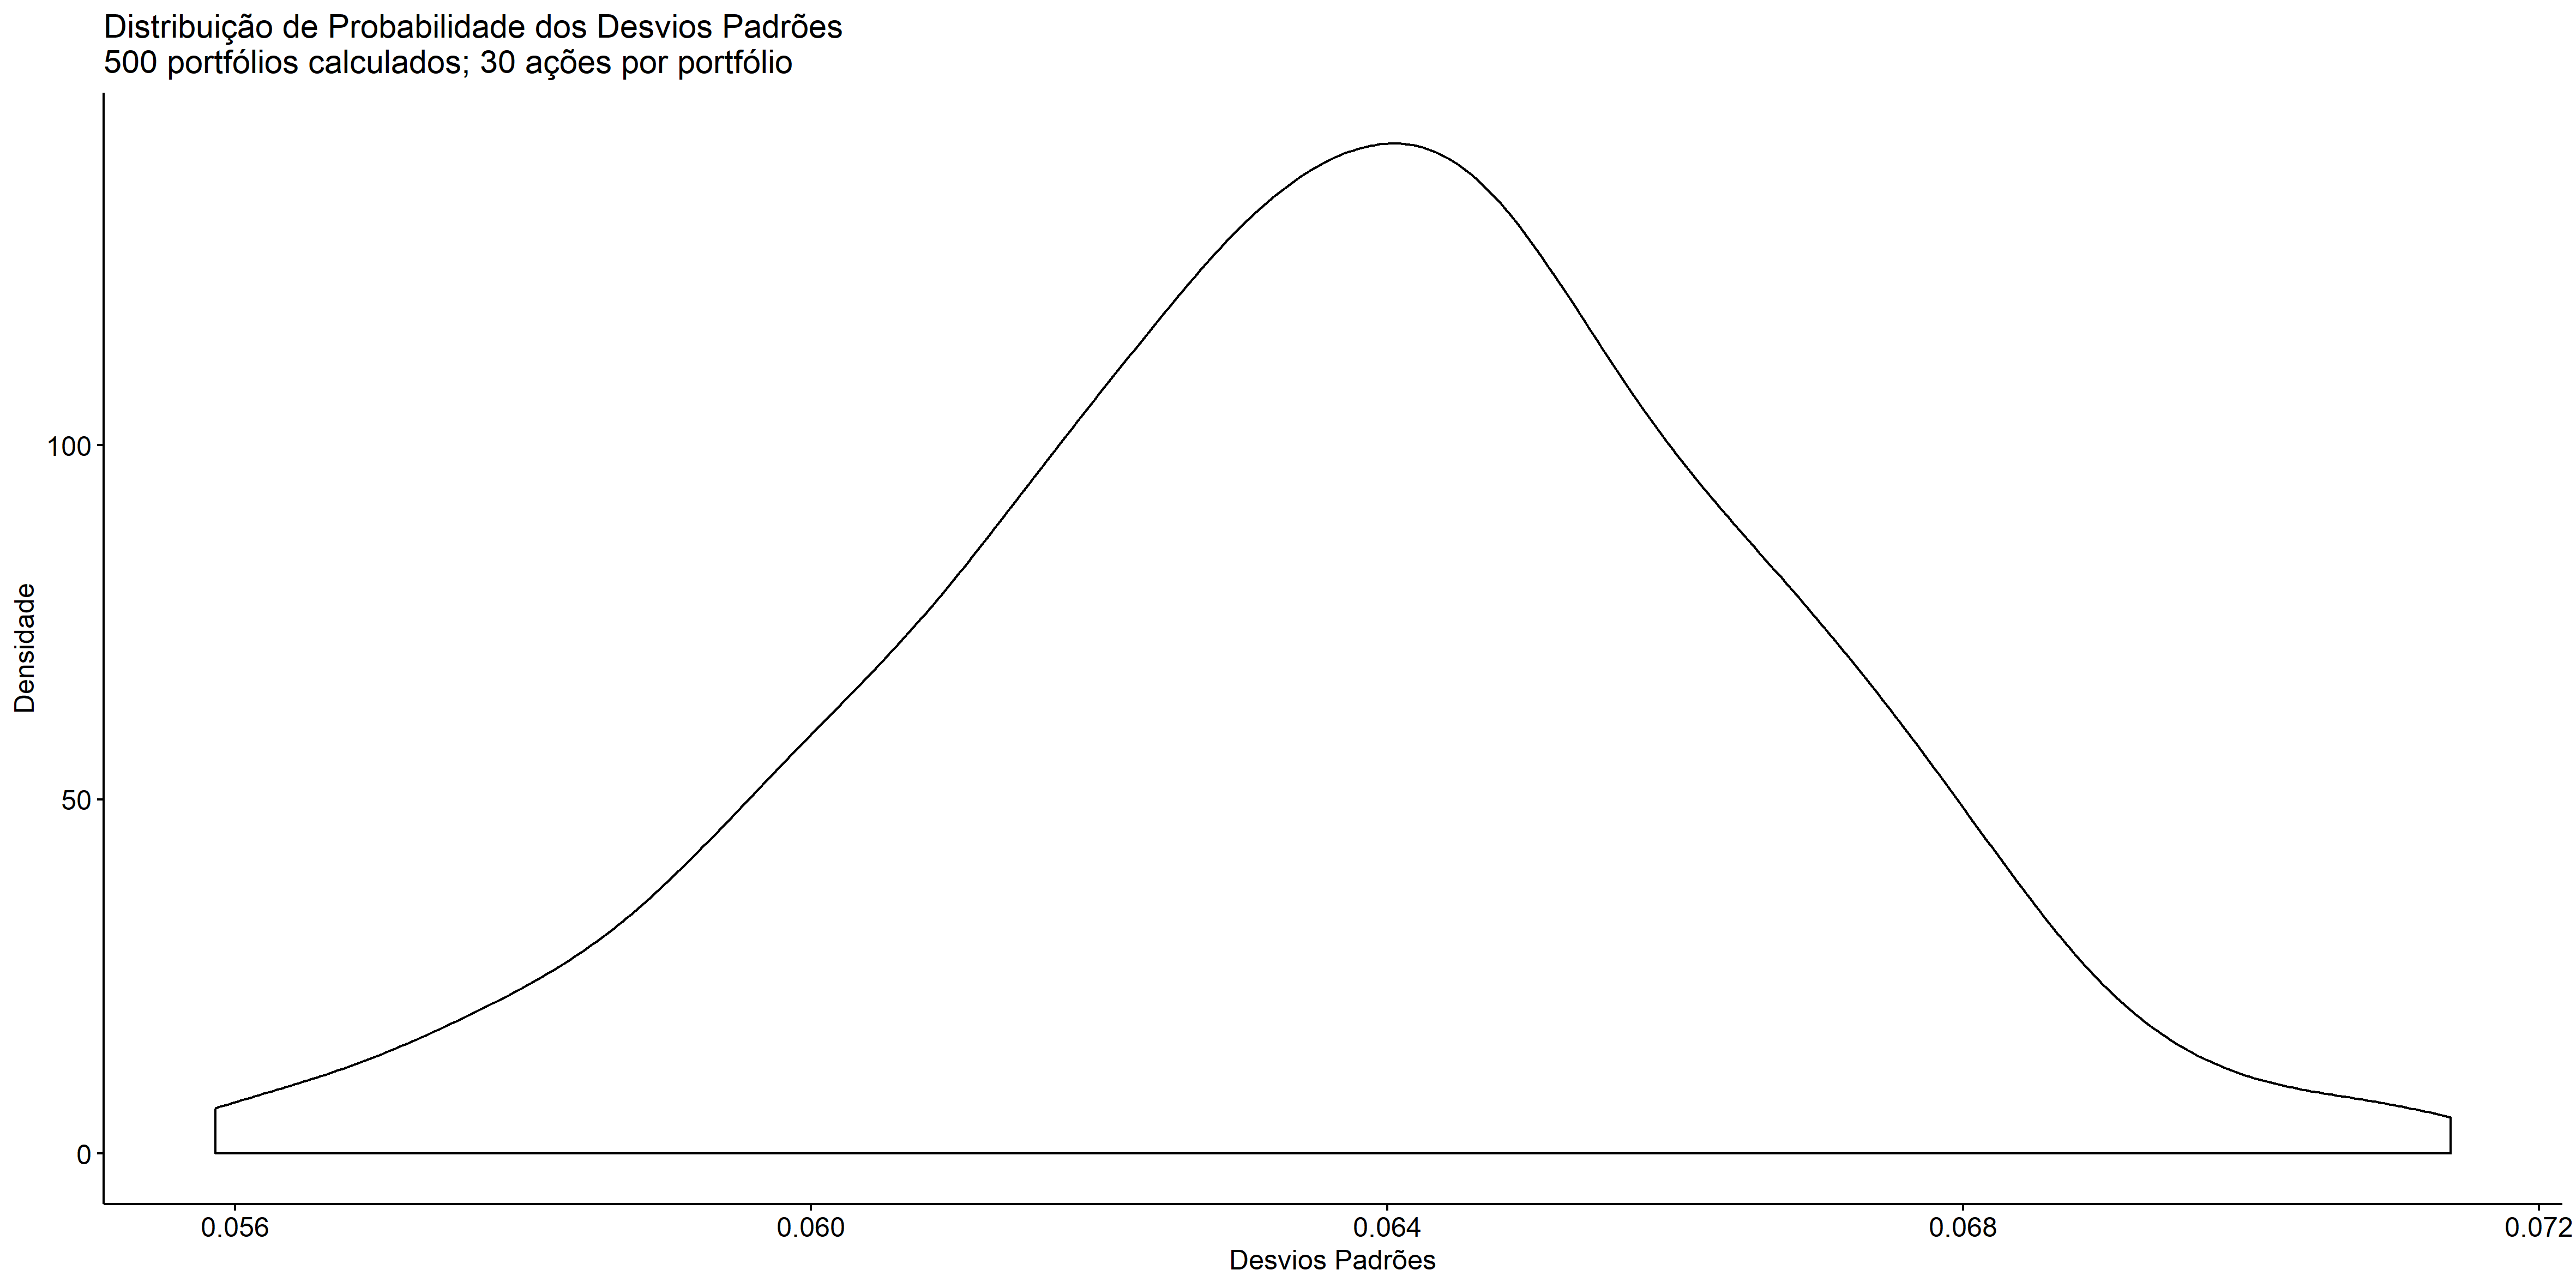 Distribuição de Probabilidade dos Desvios Padrões
500 portfólios calculados; 30 ações por portfólio
Densidade
100
50
0
0.056
0.060
0.064
0.068
0.072
Desvios Padrões